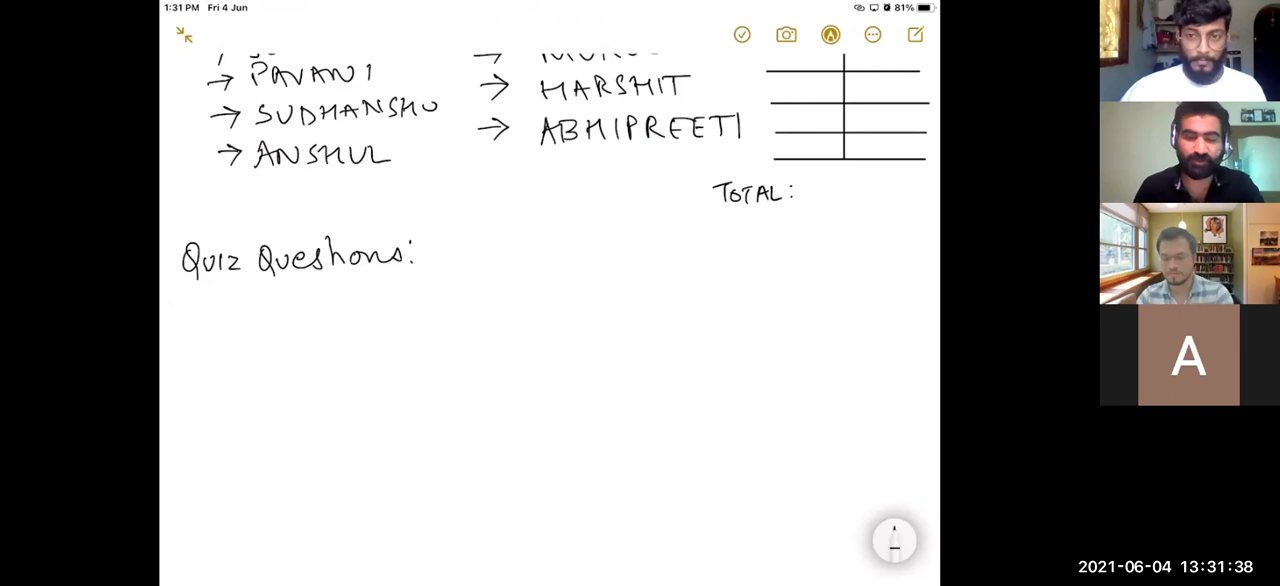 1:31 PM Fri 4 Jun 81%
→ PAVANI
→ SUDHANSHU
→ ANSHUL
→ HARSHIT
→ ABHIPREETI
TOTAL:
Quiz Questions:
A
2021-06-04 13:31:38